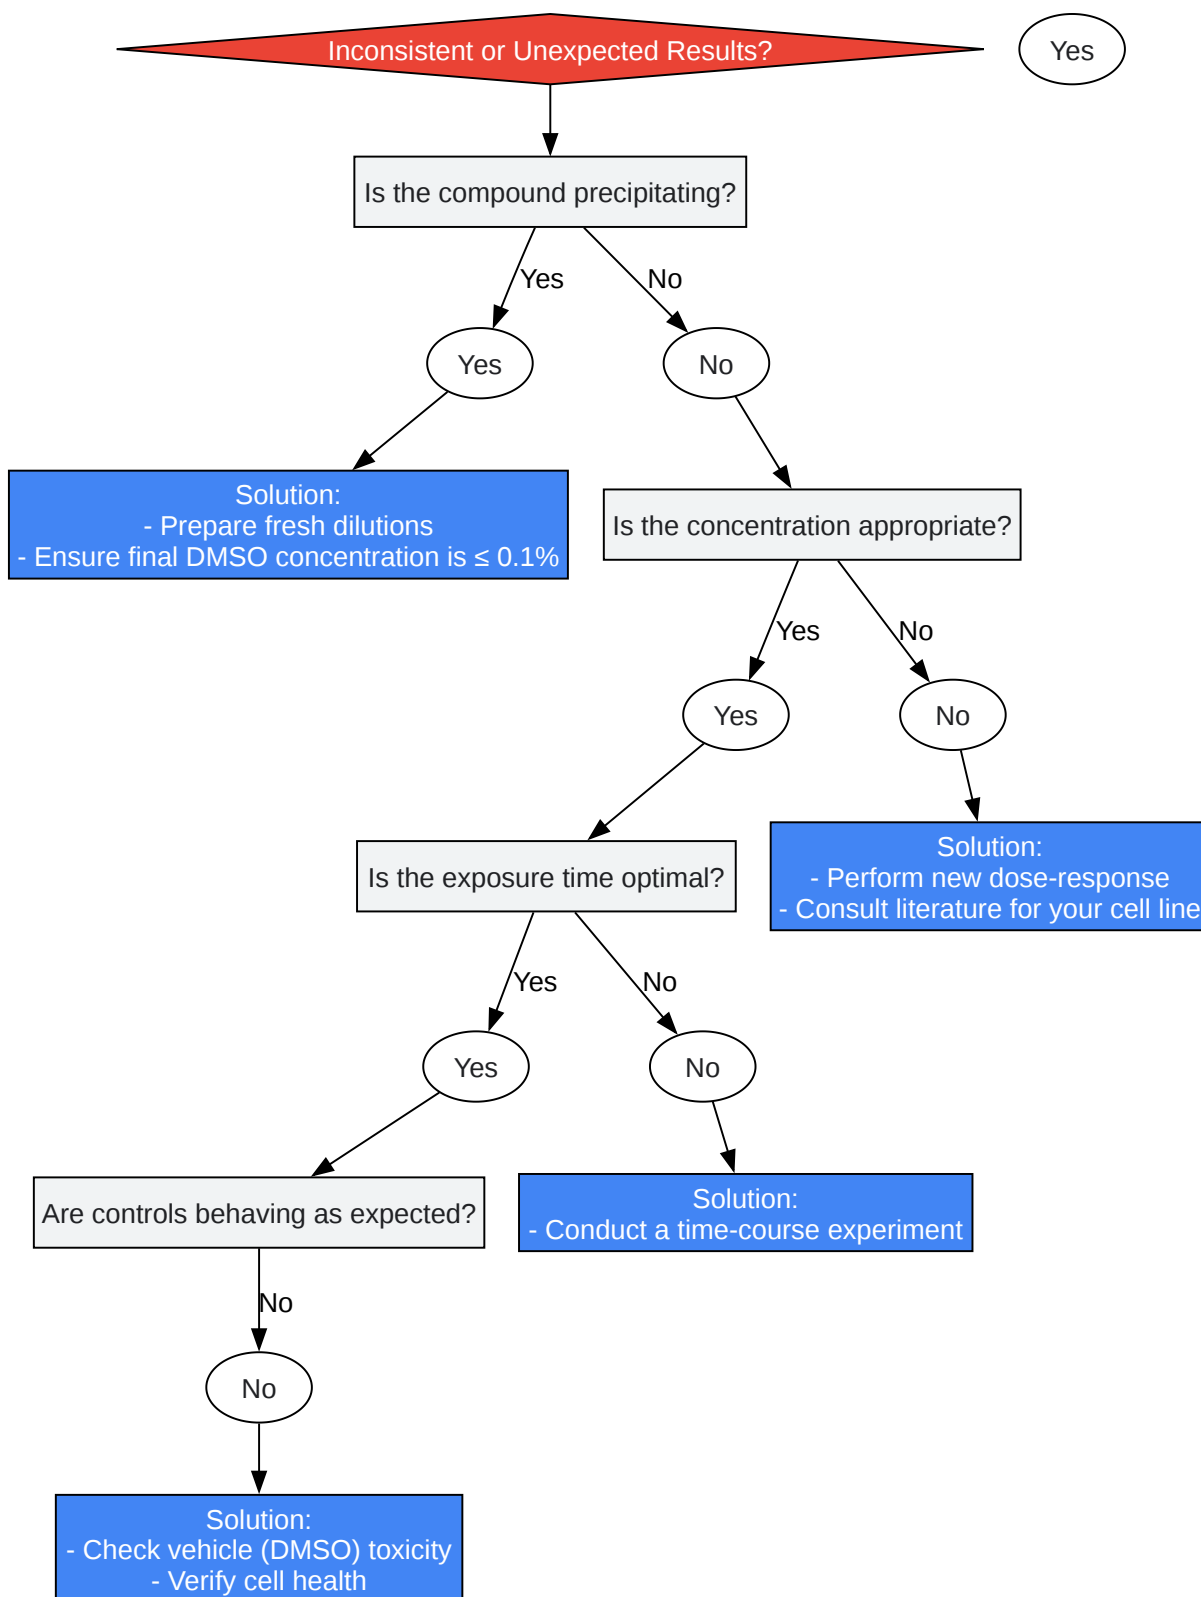 Inconsistent or Unexpected Results?
Yes
Is the compound precipitating?
Yes
No
Yes
No
Solution:
- Prepare fresh dilutions
- Ensure final DMSO concentration is ≤ 0.1%
Is the concentration appropriate?
Yes
No
Yes
No
Solution:
- Perform new dose-response
- Consult literature for your cell line
Is the exposure time optimal?
Yes
No
Yes
No
Solution:
- Conduct a time-course experiment
Are controls behaving as expected?
No
No
Solution:
- Check vehicle (DMSO) toxicity
- Verify cell health